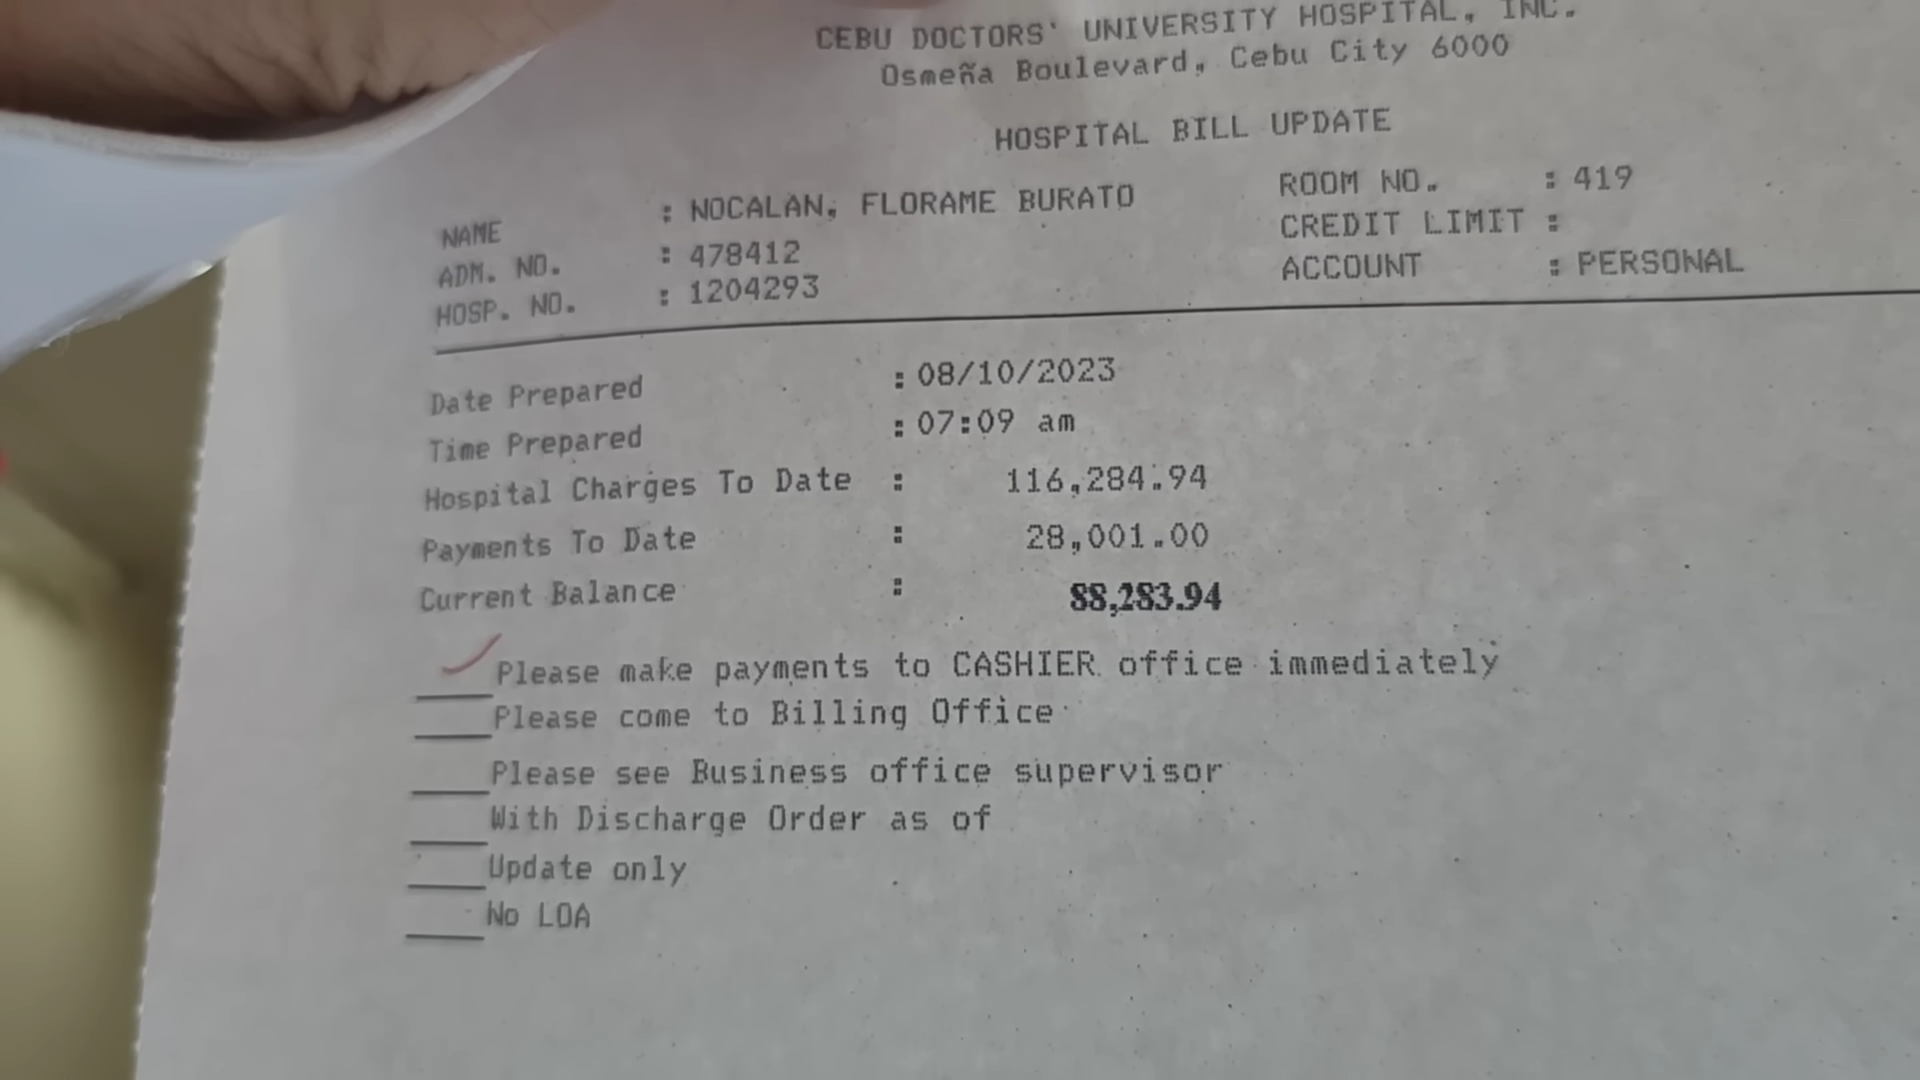 CEBU DOCTORS' UNIVERSITY HOSPITAL, INC.
Osmeña Boulevard, Cebu City 6000
HOSPITAL BILL UPDATE
NAME : NOCALAN, FLORAME BURATO ROOM NO. : 419
ADM. NO. : 478412 CREDIT LIMIT :
HOSP. NO. : 1204293 ACCOUNT : PERSONAL
Date Prepared : 08/10/2023
Time Prepared : 07:09 am
Hospital Charges To Date : 116,284.94
Payments To Date : 28,001.00
Current Balance : 88,283.94
Please make payments to CASHIER office immediately
Please come to Billing Office
Please see Business office supervisor
With Discharge Order as of
Update only
No LOA